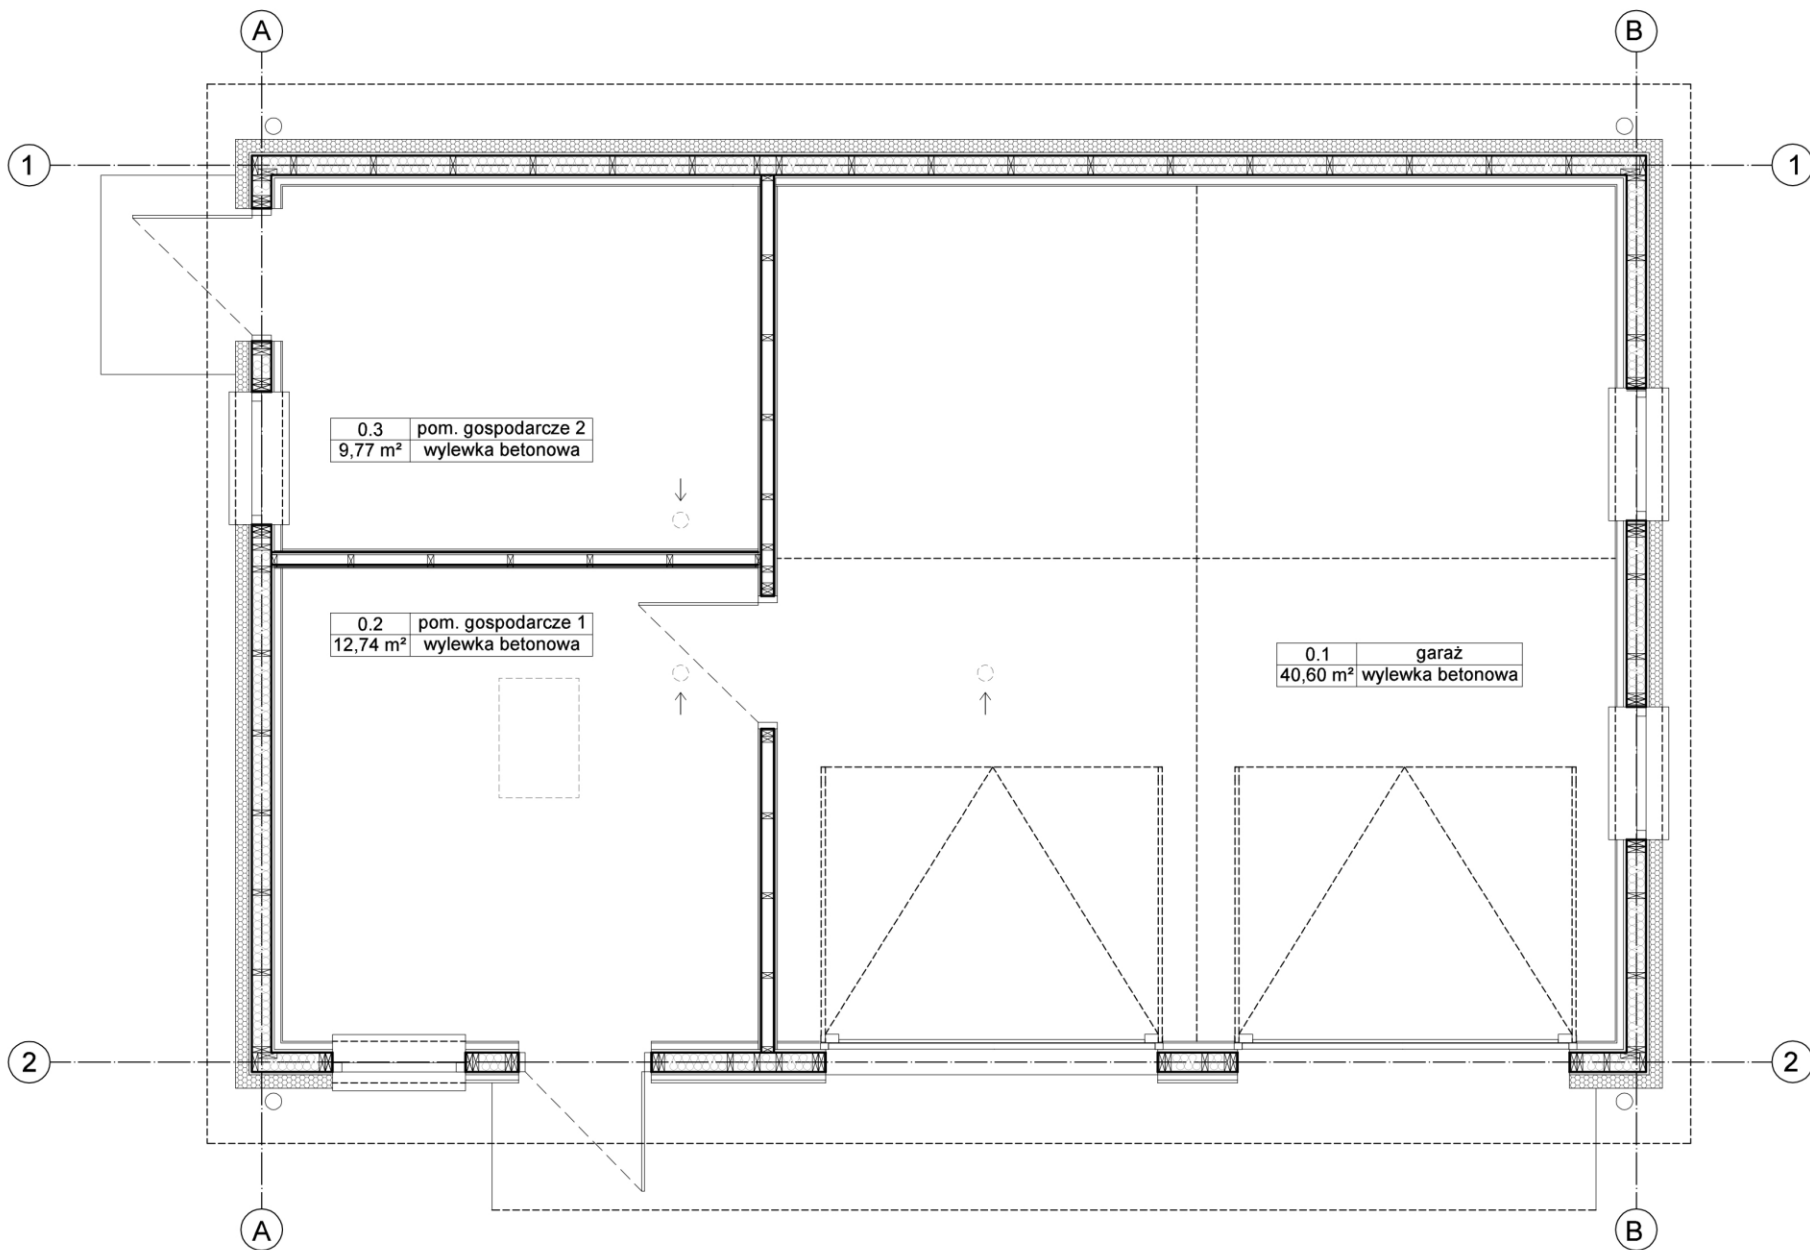 A B
1 1
0.3 pom. gospodarcze 2
9,77 m² wylewka betonowa
0.2 pom. gospodarcze 1
12,74 m² wylewka betonowa
0.1 garaż
40,60 m² wylewka betonowa
2 2
A B